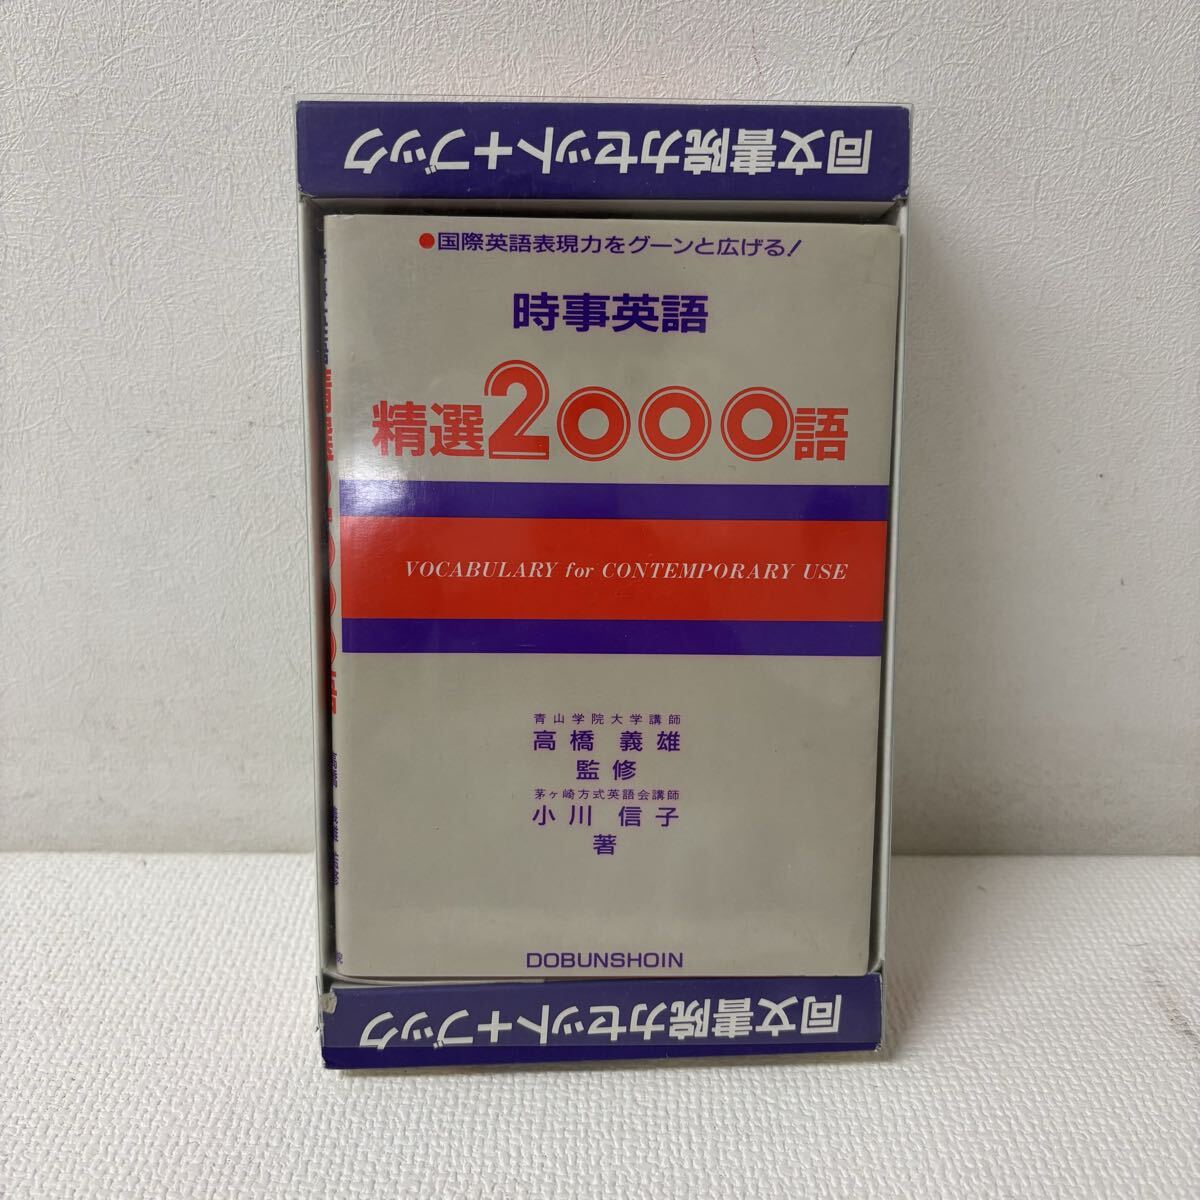 同文書院カセット+ブック
●国際英語表現力をグーンと広げる!
時事英語
精選2000語
VOCABULARY for CONTEMPORARY USE
青山学院大学講師
高橋 義雄
監修
茅ヶ崎方式英語会講師
小川 信子
著
DOBUNSHOIN
同文書院カセット+ブック